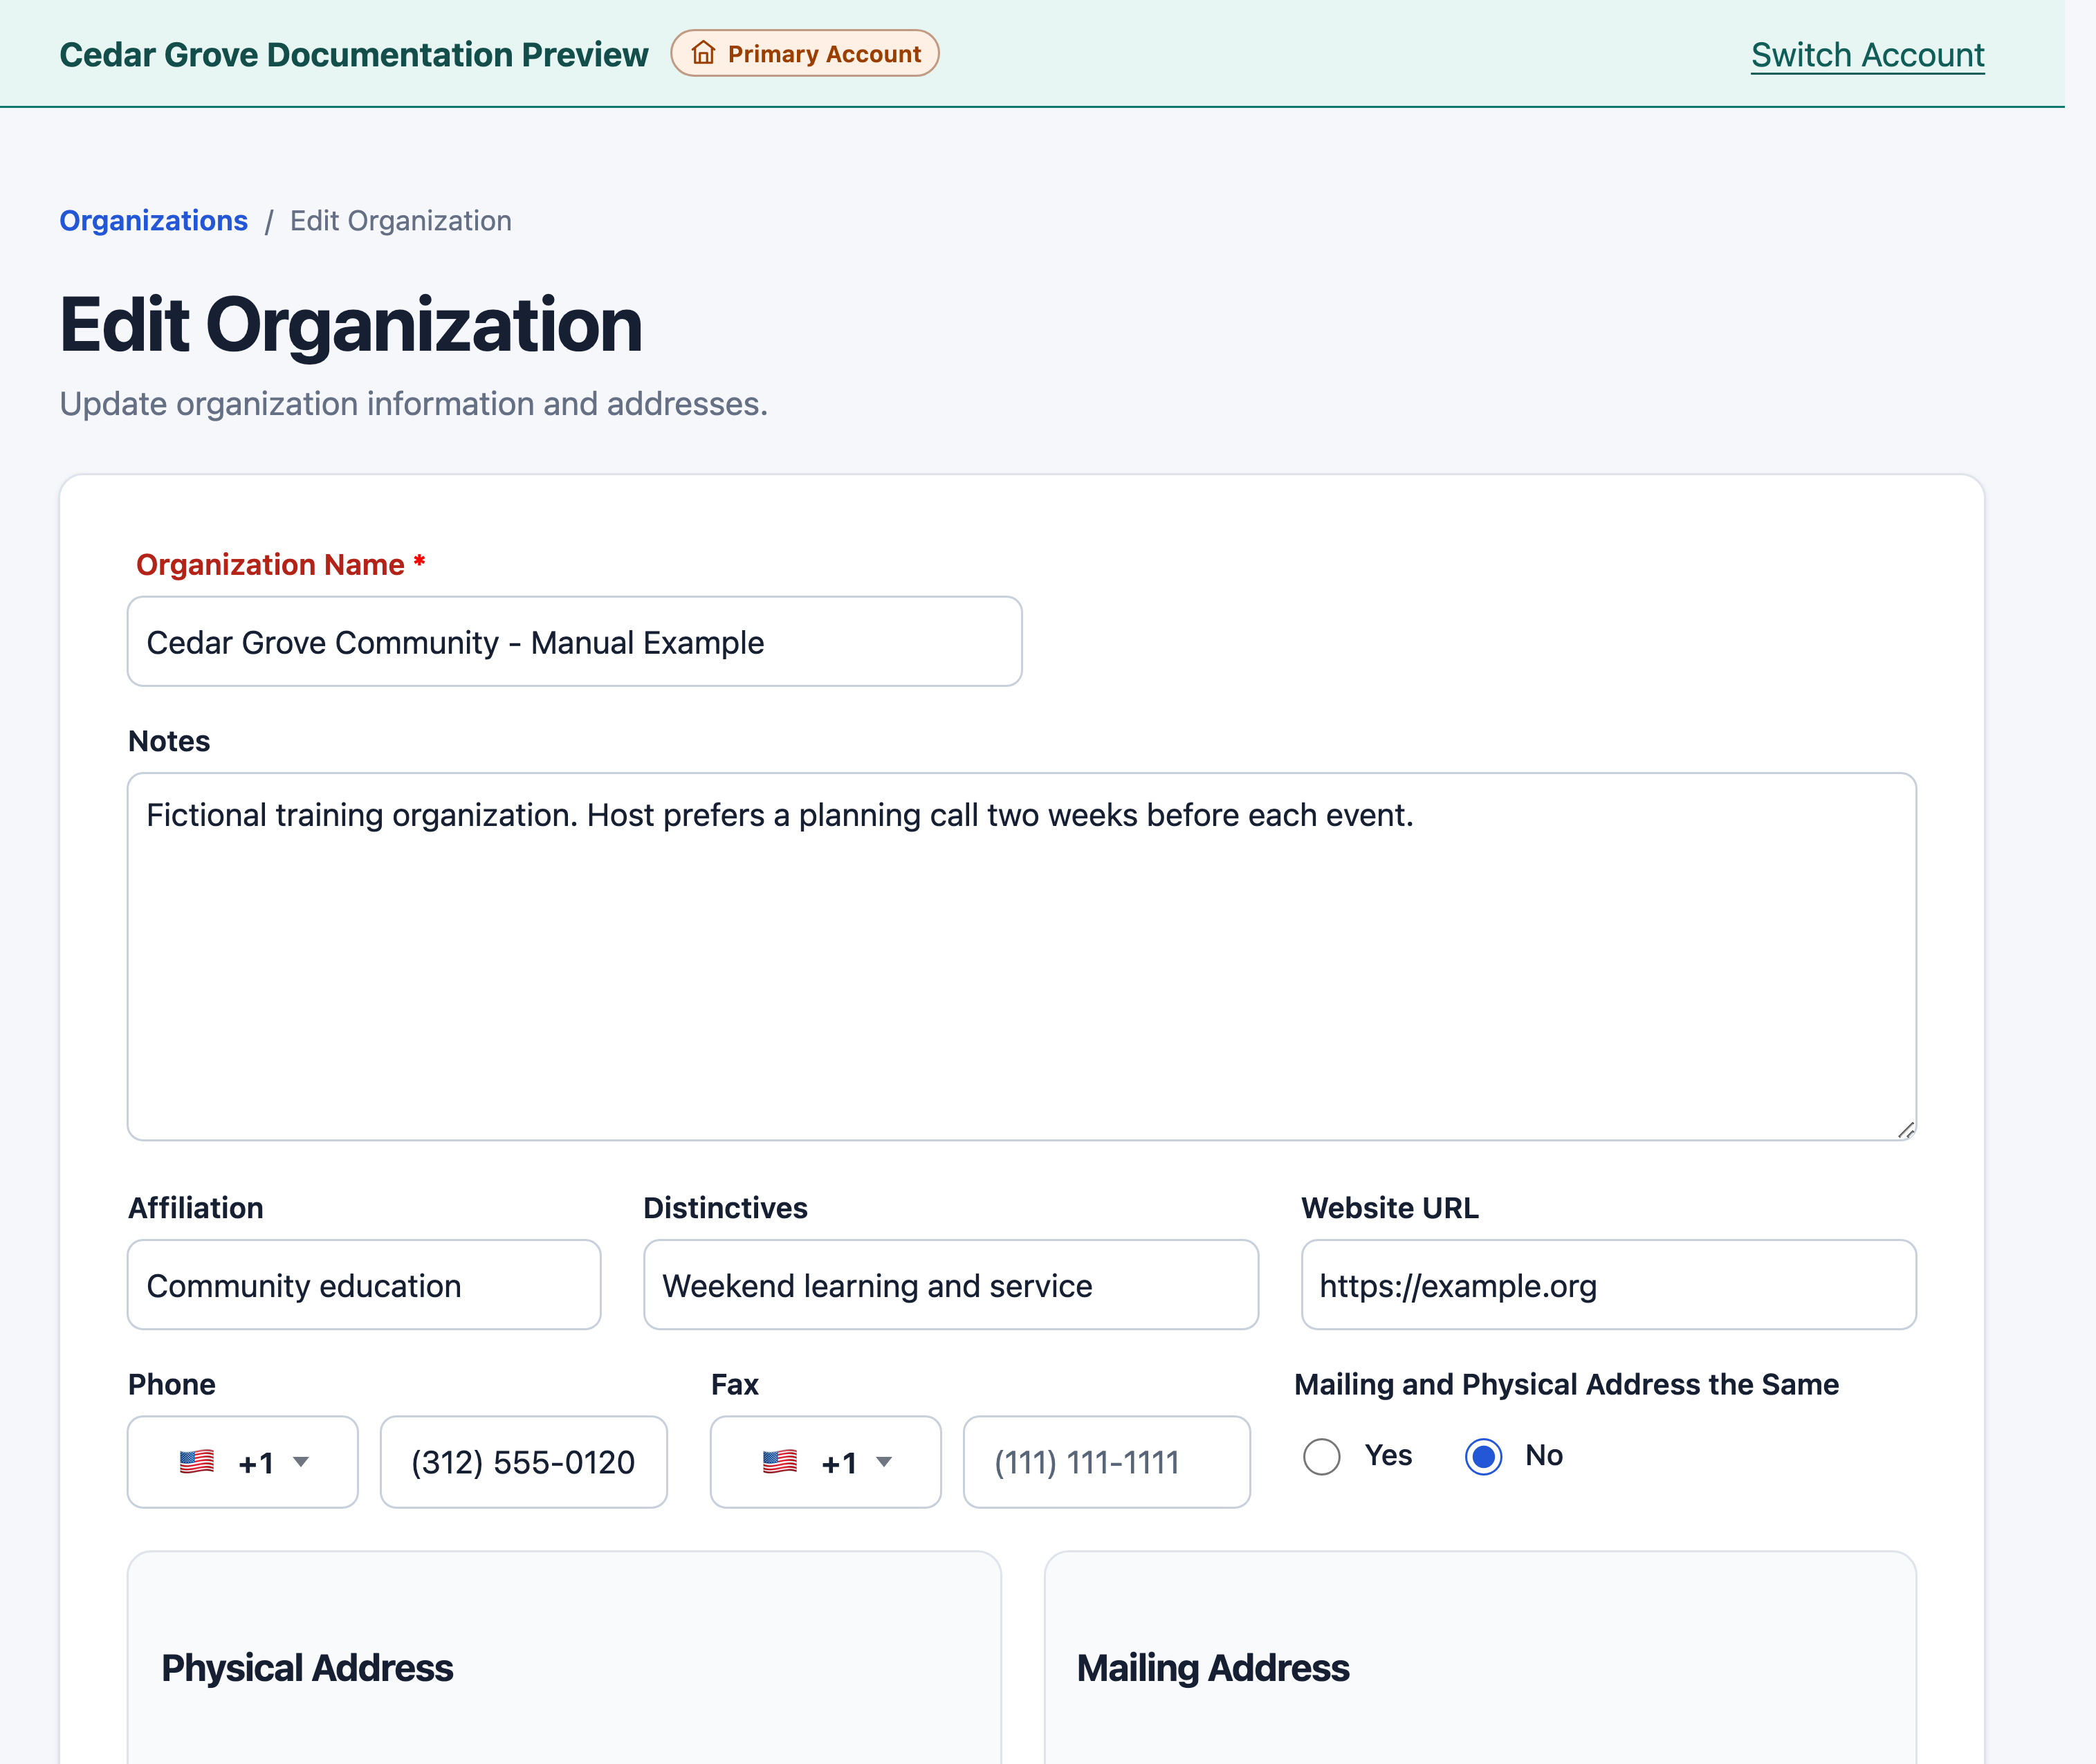 Cedar Grove Documentation Preview Primary Account Switch Account
Organizations / Edit Organization
Edit Organization
Update organization information and addresses.
Organization Name *
Cedar Grove Community - Manual Example
Notes
Fictional training organization. Host prefers a planning call two weeks before each event.
Affiliation Distinctives Website URL
Community education Weekend learning and service https://example.org
Phone Fax Mailing and Physical Address the Same
+1 (312) 555-0120 +1 (111) 111-1111 Yes No
Physical Address Mailing Address